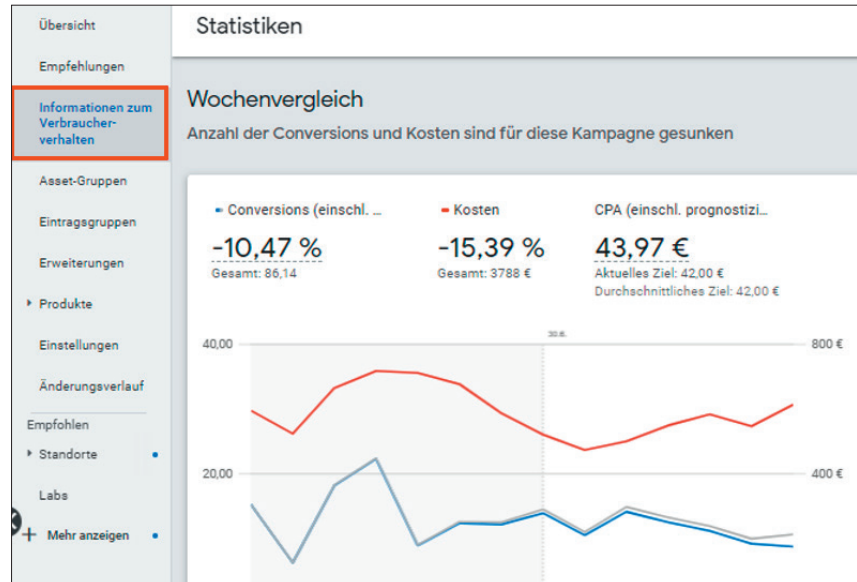 Übersicht
Empfehlungen
Informationen zum
Verbraucher-
verhalten
Asset-Gruppen
Eintragsgruppen
Erweiterungen
Produkte
Einstellungen
Änderungsverlauf
Empfohlen
Standorte
Labs
Mehr anzeigen
Statistiken
Wochenvergleich
Anzahl der Conversions und Kosten sind für diese Kampagne gesunken
Conversions (einschl. ...
-10,47 %
Gesamt: 86,14
Kosten
-15,39 %
Gesamt: 3788 €
CPA (einschl. prognostizi...
43,97 €
Aktuelles Ziel: 42,00 €
Durchschnittliches Ziel: 42,00 €
30.8.
40,00
800 €
20,00
400 €